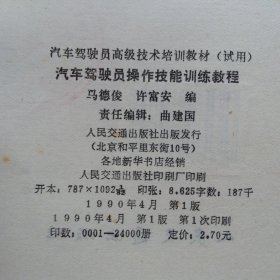 汽车驾驶员高级技术培训教材（试用）
汽车驾驶员操作技能训练教程
马德俊 许富安 编
责任编辑：曲建国
人民交通出版社出版发行
（北京和平里东街10号）
各地新华书店经销
人民交通出版社印刷厂印刷
开本：787×1092 1/32 印张：8.625字数：187千
1990年4月 第1版
1990年4月 第1版 第1次印刷
印数：0001—24000册 定价：2.70元